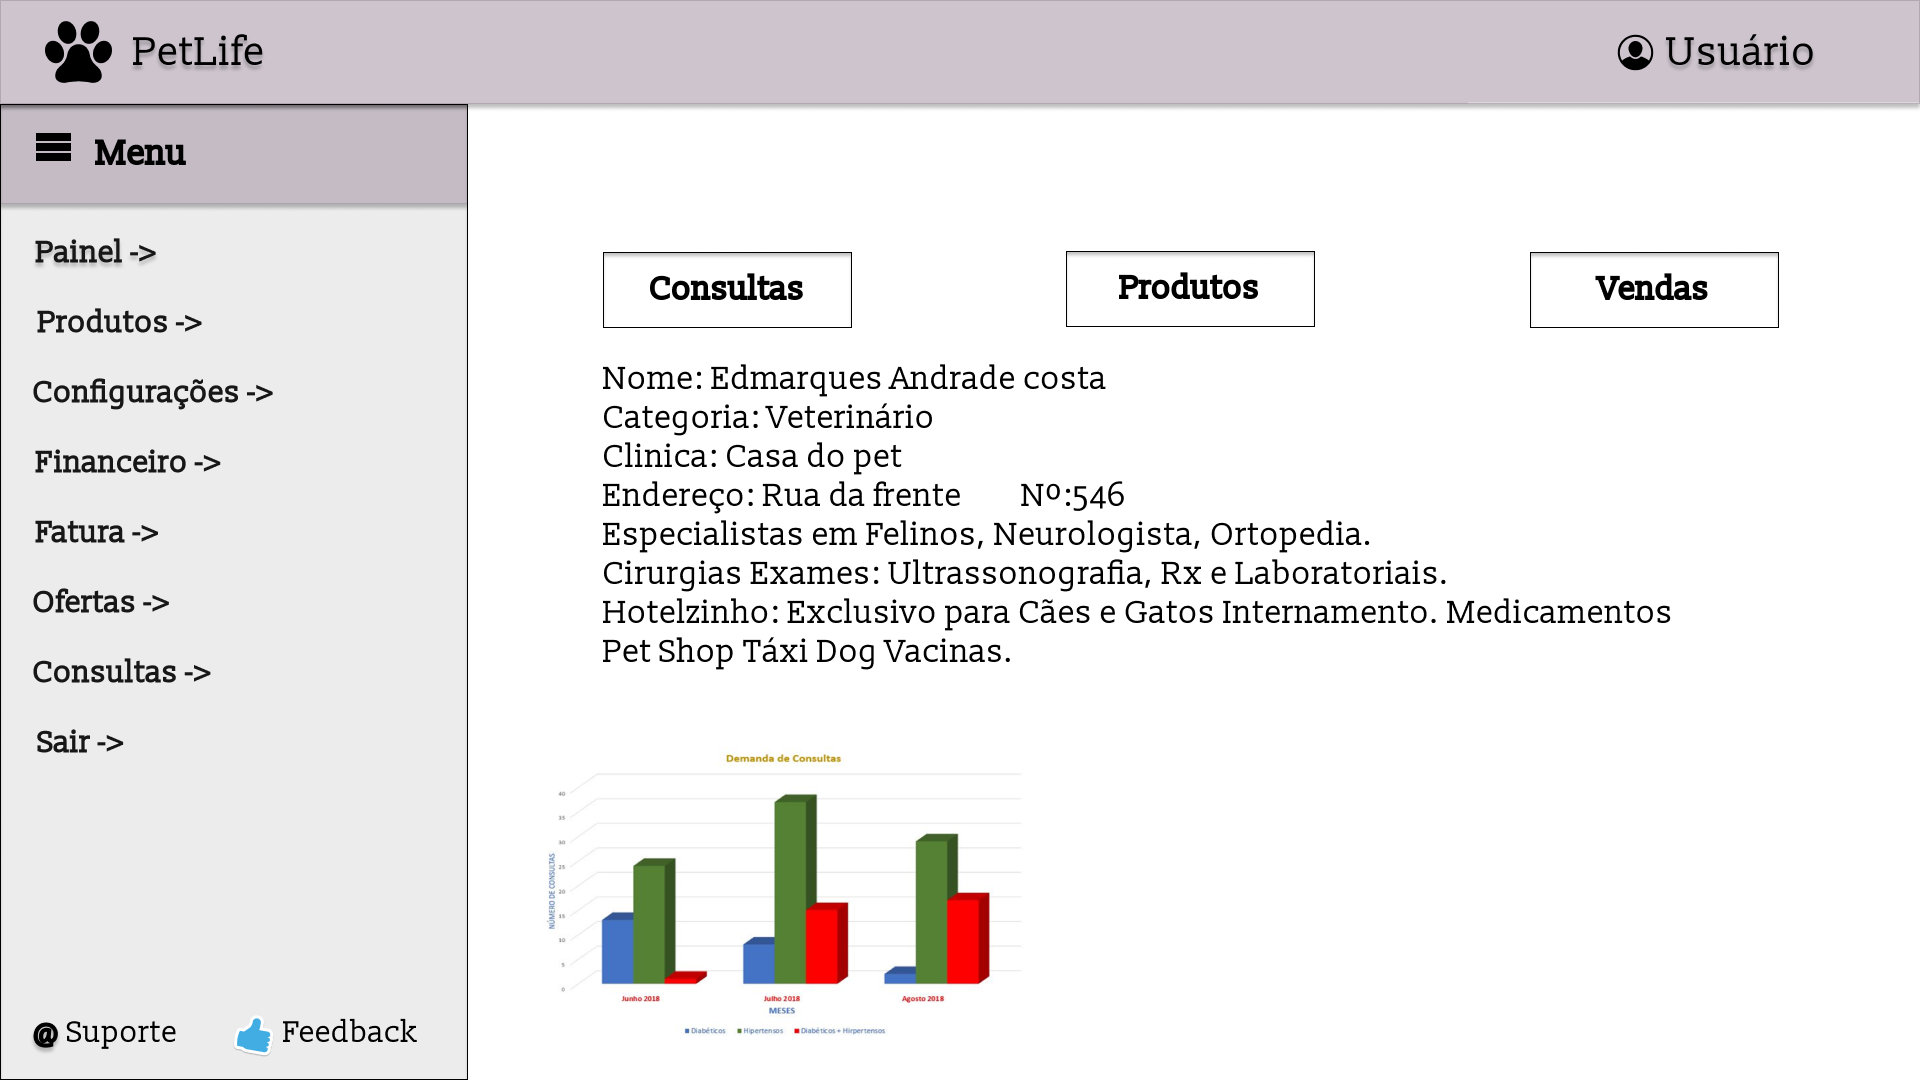 PetLife
Usuário
Menu
Painel ->
Produtos ->
Configurações ->
Financeiro ->
Fatura ->
Ofertas ->
Consultas ->
Sair ->
@ Suporte
Feedback
Consultas
Produtos
Vendas
Nome: Edmarques Andrade costa
Categoria: Veterinário
Clinica: Casa do pet
Endereço: Rua da frente Nº:546
Especialistas em Felinos, Neurologista, Ortopedia.
Cirurgias Exames: Ultrassonografia, Rx e Laboratoriais.
Hotelzinho: Exclusivo para Cães e Gatos Internamento. Medicamentos
Pet Shop Táxi Dog Vacinas.
Demanda de Consultas
NÚMERO DE CONSULTAS
40
35
30
25
20
15
10
5
0
Junho 2018 Julho 2018 Agosto 2018
MESES
Diabéticos Hipertensos Diabéticos + Hirpertensos